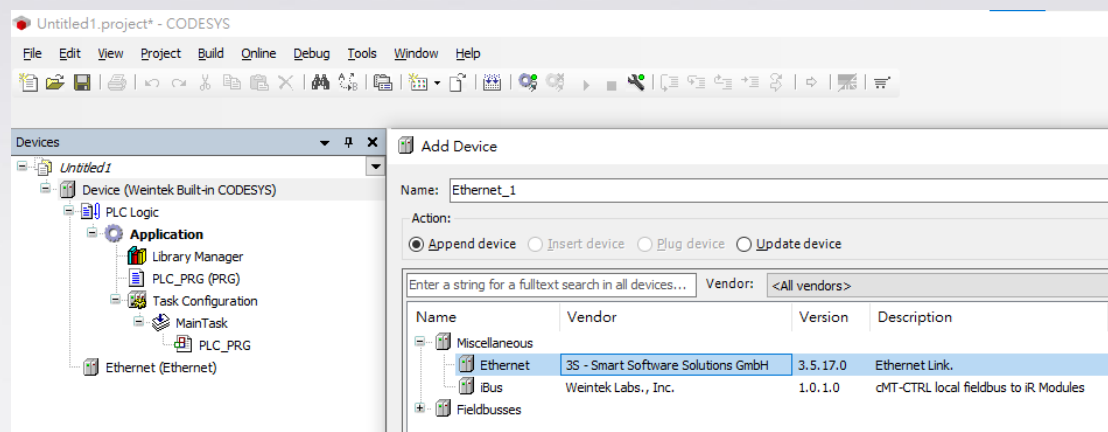 Untitled1.project* - CODESYS
File Edit View Project Build Online Debug Tools Window Help
Devices
Untitled1
Device (Weintek Built-in CODESYS)
PLC Logic
Application
Library Manager
PLC_PRG (PRG)
Task Configuration
MainTask
PLC_PRG
Ethernet (Ethernet)
Add Device
Name: Ethernet_1
Action:
Append device Insert device Plug device Update device
Enter a string for a fulltext search in all devices... Vendor: <All vendors>
Name Vendor Version Description
Miscellaneous
Ethernet 3S - Smart Software Solutions GmbH 3.5.17.0 Ethernet Link.
iBus Weintek Labs., Inc. 1.0.1.0 cMT-CTRL local fieldbus to iR Modules
Fieldbusses